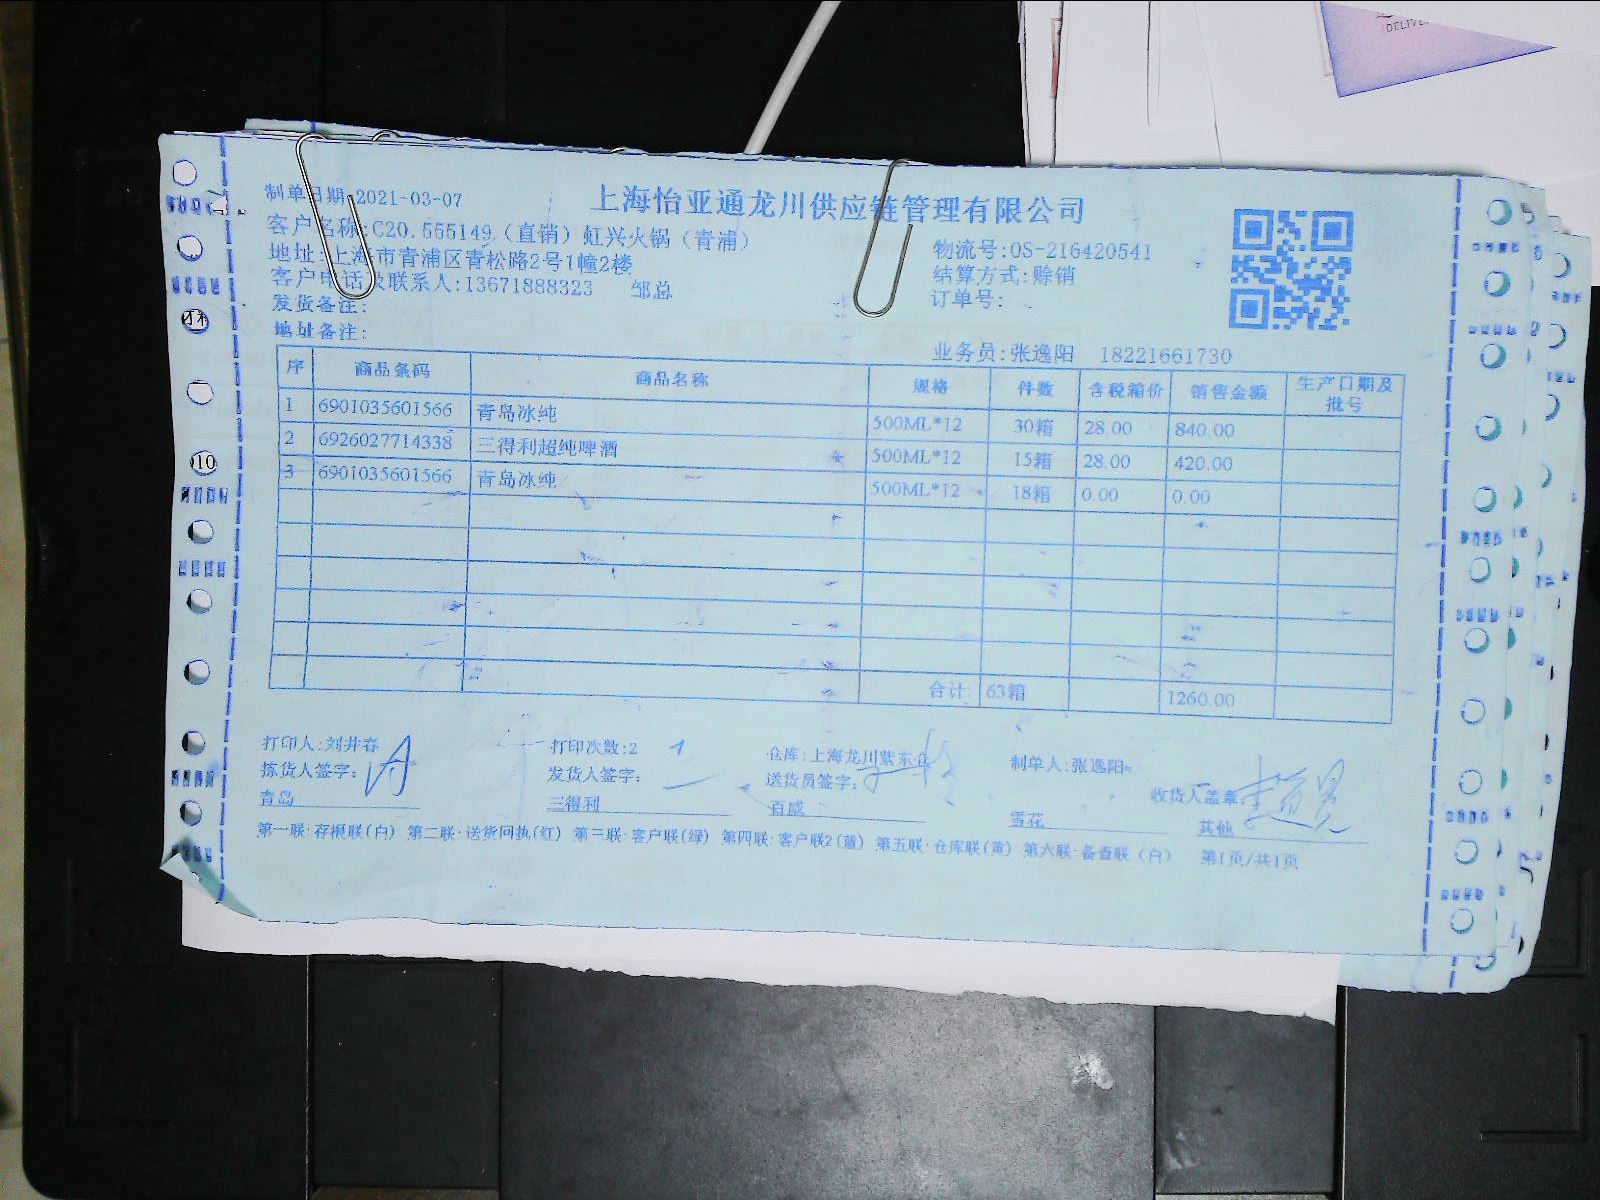 (DELIVE
制单日期:2021-03-07 上海怡亚通龙川供应链管理有限公司
客户名称:C20.555149（直销）虹兴火锅（青浦）
物流号:OS-216420541
地址:上海市青浦区青松路2号1幢2楼
结算方式:赊销
客户电话及联系人:13671888323 邹总
订单号:
发货备注:
地址备注:
业务员:张逸阳 18221661730
序 商品条码 商品名称 规格 件数 含税箱价 销售金额 生产日期及批号
1 6901035601566 青岛冰纯 500ML*12 30箱 28.00 840.00
2 6926027714338 三得利超纯啤酒 500ML*12 15箱 28.00 420.00
3 6901035601566 青岛冰纯 500ML*12 18箱 0.00 0.00
合计: 63箱 1260.00
打印人:刘井春 打印次数:2 仓库:上海龙川紫东仓 制单人:张逸阳
拣货人签字: 发货人签字: 送货员签字: 收货人盖章
青岛 三得利 百威 雪花 其他
第一联:存根联(白) 第二联:送货回执(红) 第三联:客户联(绿) 第四联:客户联2(蓝) 第五联:仓库联(黄) 第六联:备查联（白） 第1页/共1页